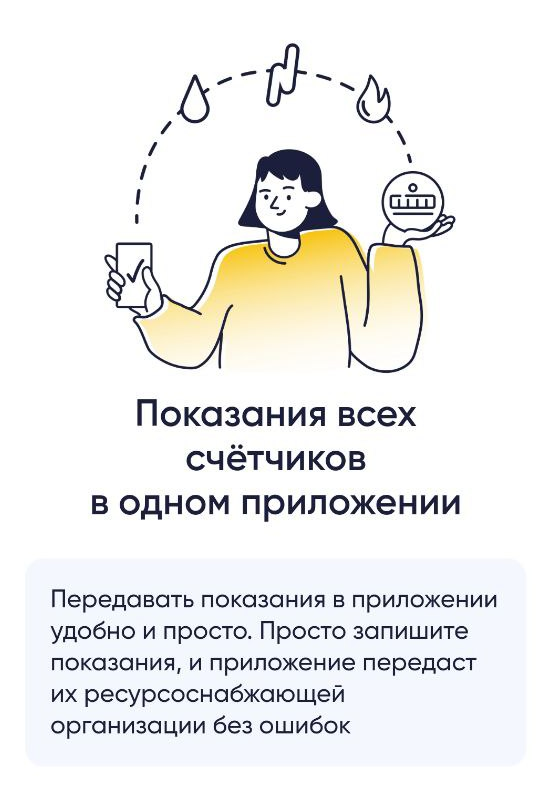 Показания всех
счётчиков
в одном приложении
Передавать показания в приложении
удобно и просто. Просто запишите
показания, и приложение передаст
их ресурсоснабжающей
организации без ошибок